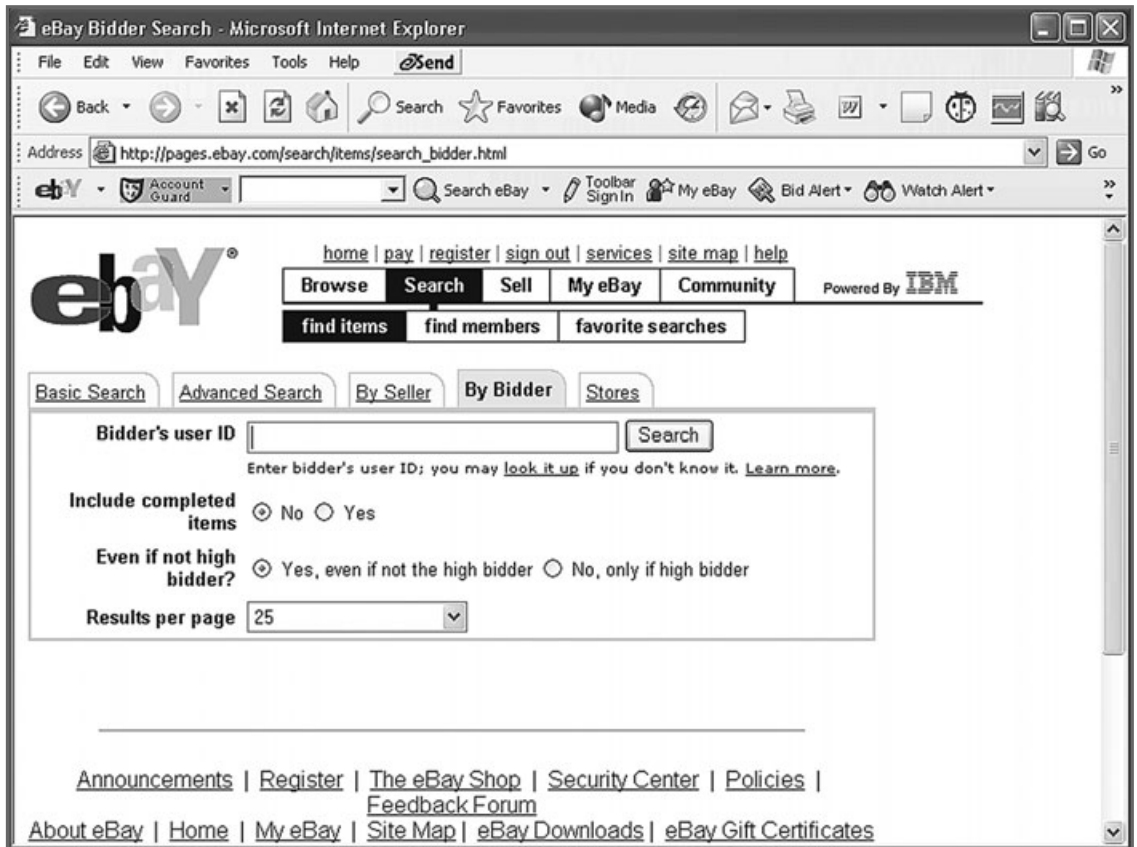 eBay Bidder Search - Microsoft Internet Explorer
File Edit View Favorites Tools Help Send
Back Search Favorites Media
Address http://pages.ebay.com/search/items/search_bidder.html Go
ebY Account Guard Search eBay Toolbar Sign In My eBay Bid Alert Watch Alert
ebaY®
home | pay | register | sign out | services | site map | help
Browse Search Sell My eBay Community Powered By IBM
find items find members favorite searches
Basic Search Advanced Search By Seller By Bidder Stores
Bidder's user ID Search
Enter bidder's user ID; you may look it up if you don't know it. Learn more.
Include completed items No Yes
Even if not high bidder? Yes, even if not the high bidder No, only if high bidder
Results per page 25
Announcements | Register | The eBay Shop | Security Center | Policies |
Feedback Forum
About eBay | Home | My eBay | Site Map | eBay Downloads | eBay Gift Certificates